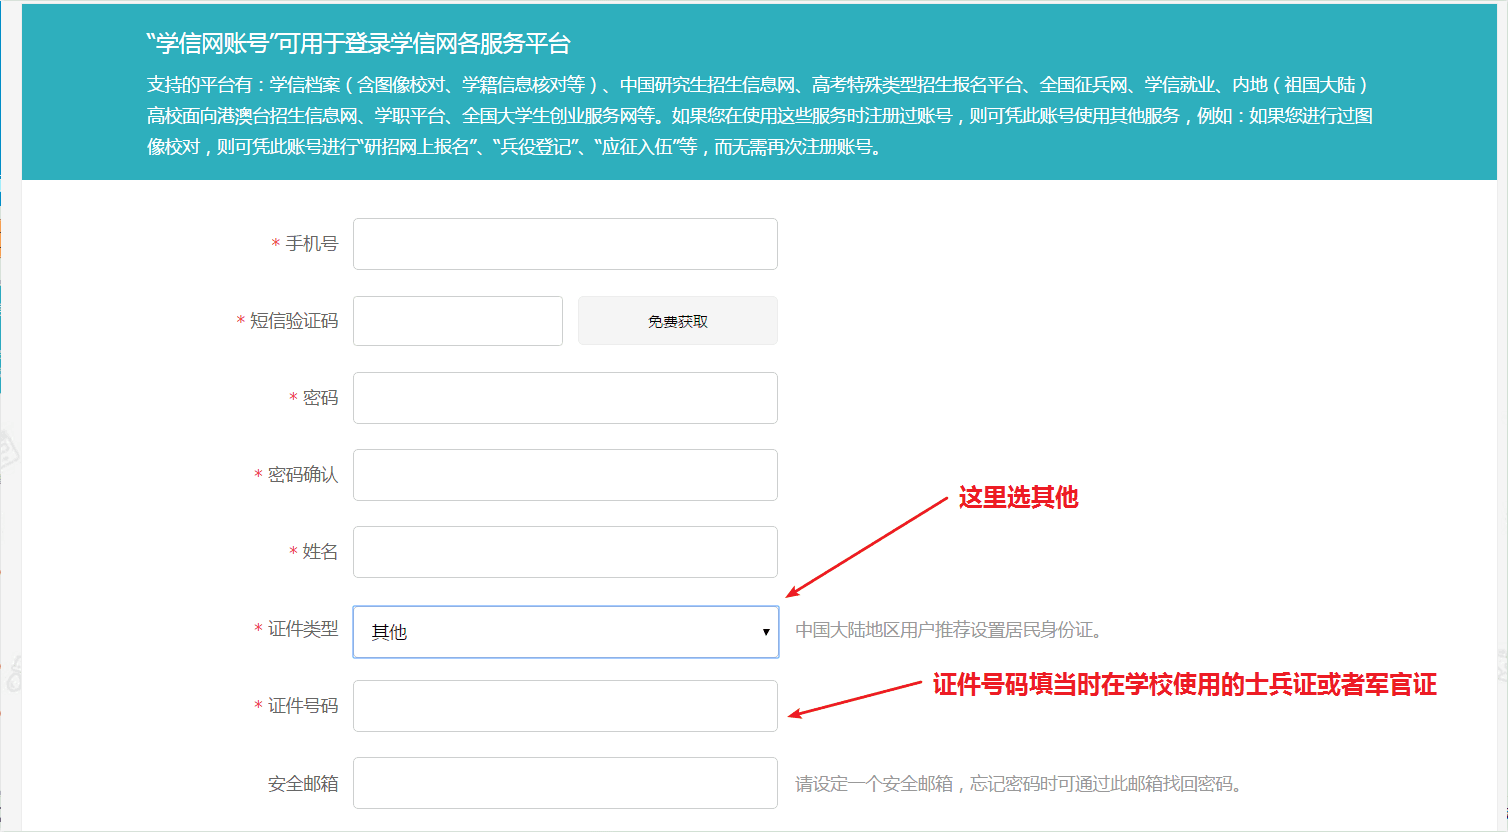 “学信网账号”可用于登录学信网各服务平台
支持的平台有：学信档案（含图像校对、学籍信息核对等）、中国研究生招生信息网、高考特殊类型招生报名平台、全国征兵网、学信就业、内地（祖国大陆）
高校面向港澳台招生信息网、学职平台、全国大学生创业服务网等。如果您在使用这些服务时注册过账号，则可凭此账号使用其他服务，例如：如果您进行过图
像校对，则可凭此账号进行“研招网上报名”、“兵役登记”、“应征入伍”等，而无需再次注册账号。
* 手机号
* 短信验证码 免费获取
* 密码
* 密码确认
这里选其他
* 姓名
* 证件类型 其他 ▾ 中国大陆地区用户推荐设置居民身份证。
证件号码填当时在学校使用的士兵证或者军官证
* 证件号码
安全邮箱 请设定一个安全邮箱，忘记密码时可通过此邮箱找回密码。